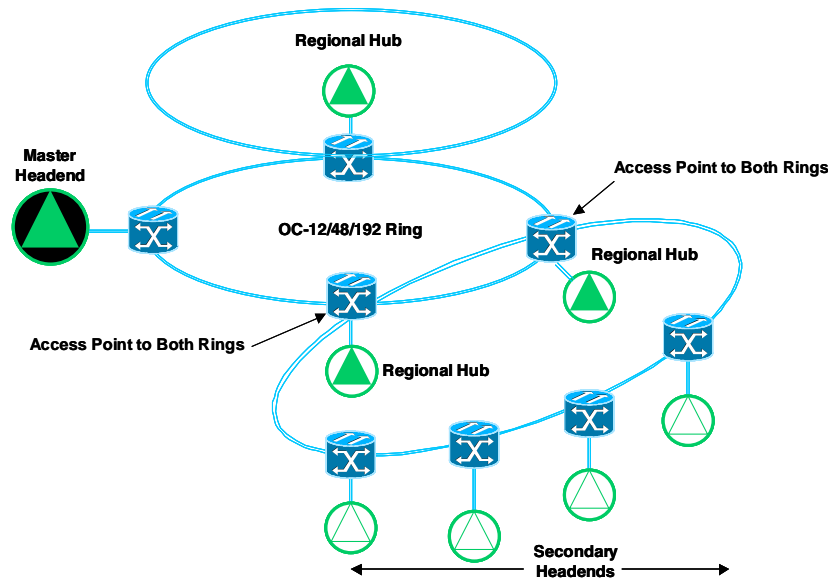 Regional Hub
Master
Headend
Access Point to Both Rings
OC-12/48/192 Ring
Regional Hub
Access Point to Both Rings
Regional Hub
Secondary
Headends